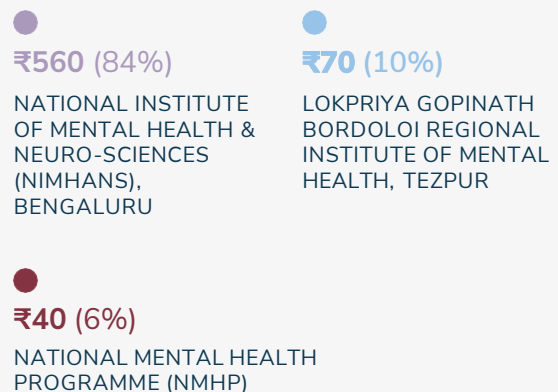 ₹560 (84%)
NATIONAL INSTITUTE
OF MENTAL HEALTH &
NEURO-SCIENCES
(NIMHANS),
BENGALURU
₹70 (10%)
LOKPRIYA GOPINATH
BORDOLOI REGIONAL
INSTITUTE OF MENTAL
HEALTH, TEZPUR
₹40 (6%)
NATIONAL MENTAL HEALTH
PROGRAMME (NMHP)